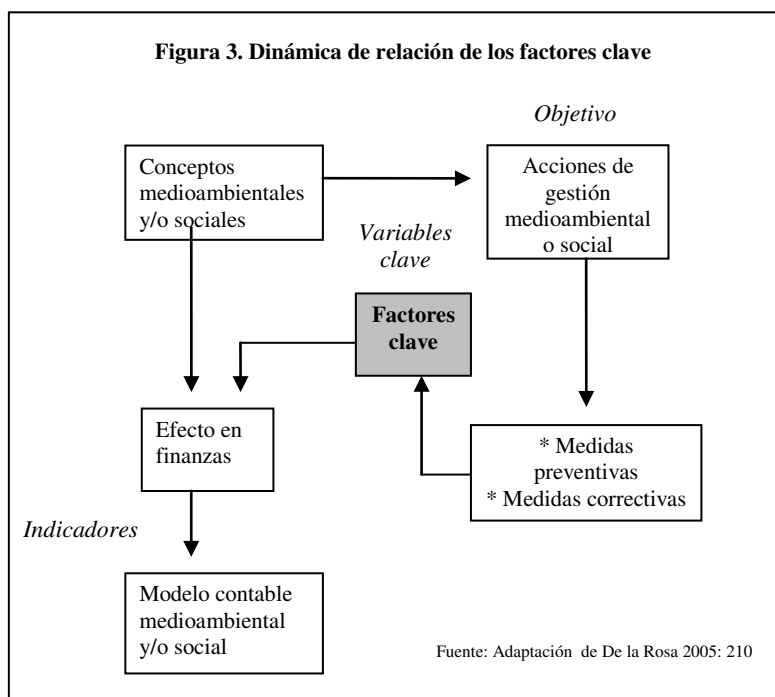 Figura 3. Dinámica de relación de los factores clave
Objetivo
Conceptos
medioambientales
y/o sociales
Acciones de
gestión
medioambiental
o social
Variables
clave
Factores
clave
Efecto en
finanzas
* Medidas
preventivas
* Medidas correctivas
Indicadores
Modelo contable
medioambiental
y/o social
Fuente: Adaptación de De la Rosa 2005: 210